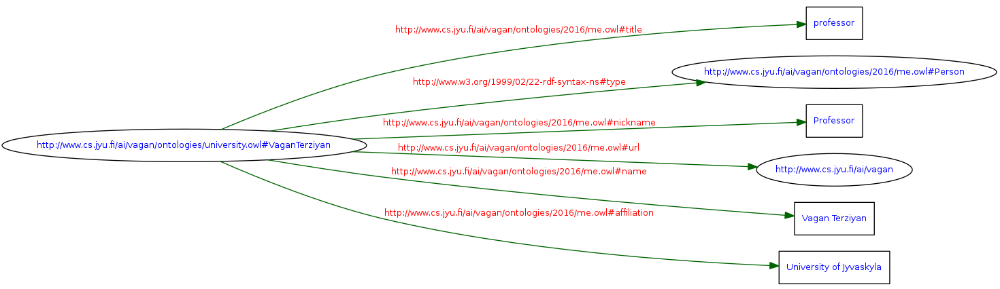 http://www.cs.jyu.fi/ai/vagan/ontologies/university.owl#VaganTerziyan
http://www.cs.jyu.fi/ai/vagan/ontologies/2016/me.owl#title
professor
http://www.w3.org/1999/02/22-rdf-syntax-ns#type
http://www.cs.jyu.fi/ai/vagan/ontologies/2016/me.owl#Person
http://www.cs.jyu.fi/ai/vagan/ontologies/2016/me.owl#nickname
Professor
http://www.cs.jyu.fi/ai/vagan/ontologies/2016/me.owl#url
http://www.cs.jyu.fi/ai/vagan
http://www.cs.jyu.fi/ai/vagan/ontologies/2016/me.owl#name
Vagan Terziyan
http://www.cs.jyu.fi/ai/vagan/ontologies/2016/me.owl#affiliation
University of Jyvaskyla